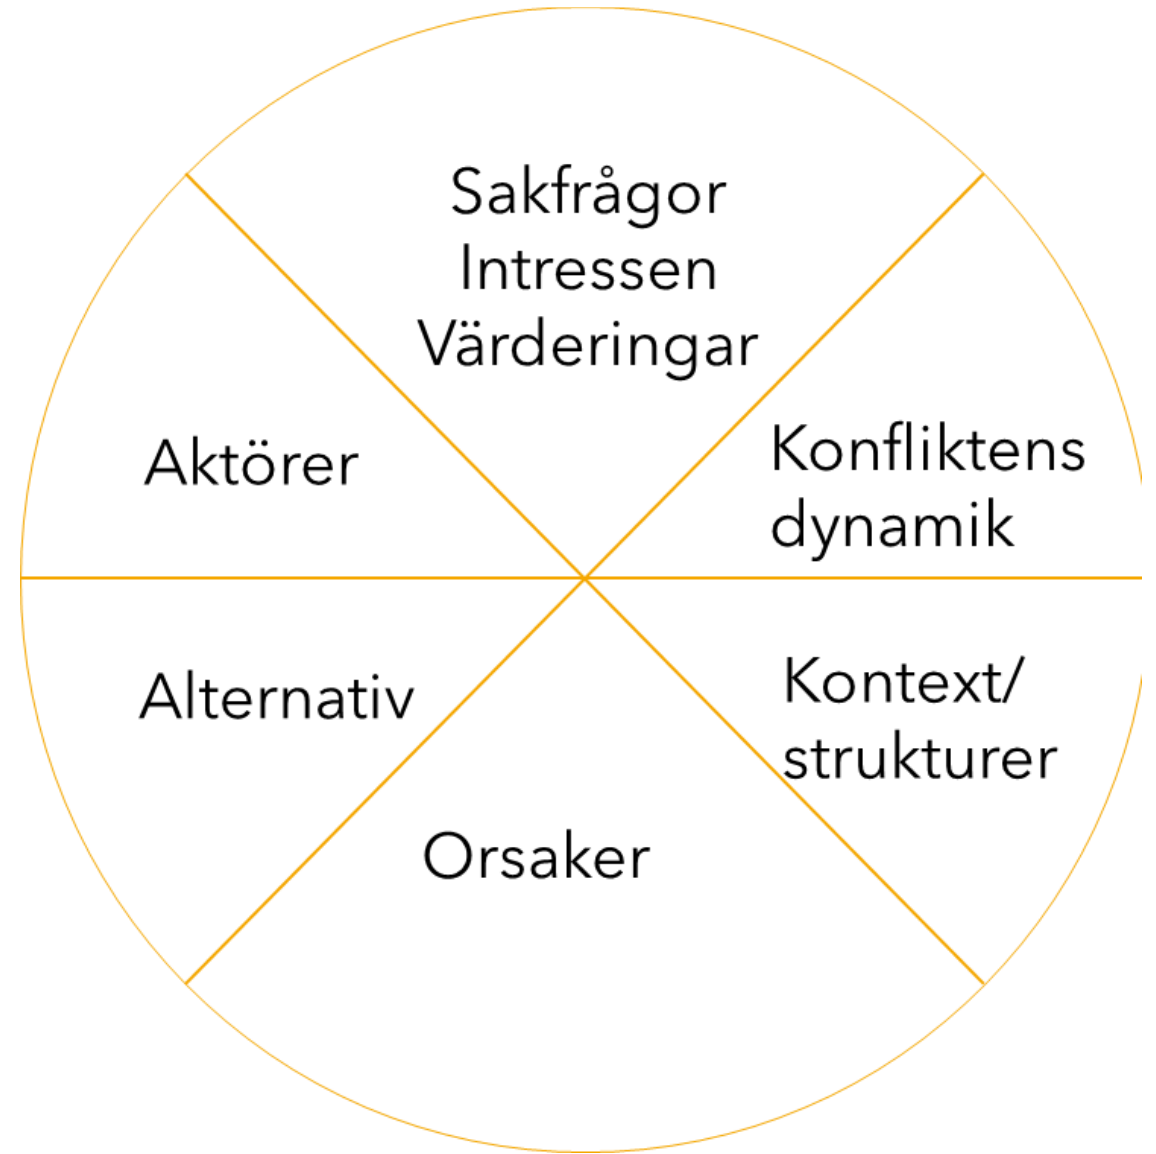 Sakfrågor
Intressen
Värderingar
Aktörer
Konfliktens
dynamik
Alternativ
Kontext/
strukturer
Orsaker